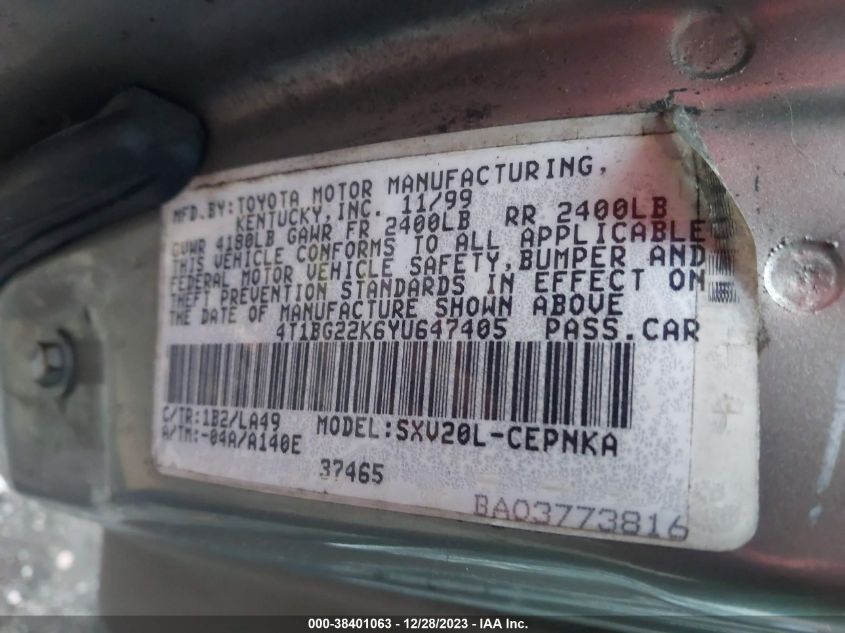 MFD.BY:TOYOTA MOTOR MANUFACTURING,
KENTUCKY,INC. 11/99
GVWR 4180LB GAWR FR 2400LB RR 2400LB
THIS VEHICLE CONFORMS TO ALL APPLICABLE
FEDERAL MOTOR VEHICLE SAFETY,BUMPER AND
THEFT PREVENTION STANDARDS IN EFFECT ON
THE DATE OF MANUFACTURE SHOWN ABOVE
4T1BG22K6YU647405 PASS.CAR
C/TR:1B2/LA49 MODEL:SXV20L-CEPNKA
A/TM:-04A/A140E
37465
BA03773816
000-38401063 - 12/28/2023 - IAA Inc.